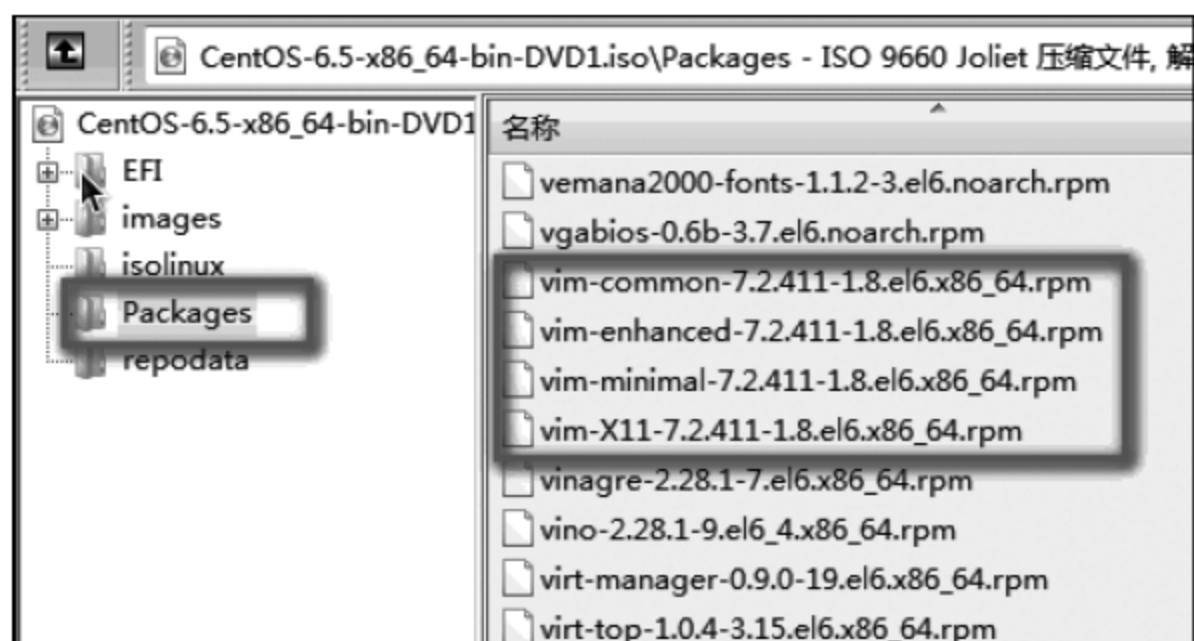 CentOS-6.5-x86_64-bin-DVD1.iso\Packages - ISO 9660 Joliet 压缩文件, 解
CentOS-6.5-x86_64-bin-DVD1
EFI
images
isolinux
Packages
repodata
名称
vemana2000-fonts-1.1.2-3.el6.noarch.rpm
vgabios-0.6b-3.7.el6.noarch.rpm
vim-common-7.2.411-1.8.el6.x86_64.rpm
vim-enhanced-7.2.411-1.8.el6.x86_64.rpm
vim-minimal-7.2.411-1.8.el6.x86_64.rpm
vim-X11-7.2.411-1.8.el6.x86_64.rpm
vinagre-2.28.1-7.el6.x86_64.rpm
vino-2.28.1-9.el6_4.x86_64.rpm
virt-manager-0.9.0-19.el6.x86_64.rpm
virt-top-1.0.4-3.15.el6.x86_64.rpm